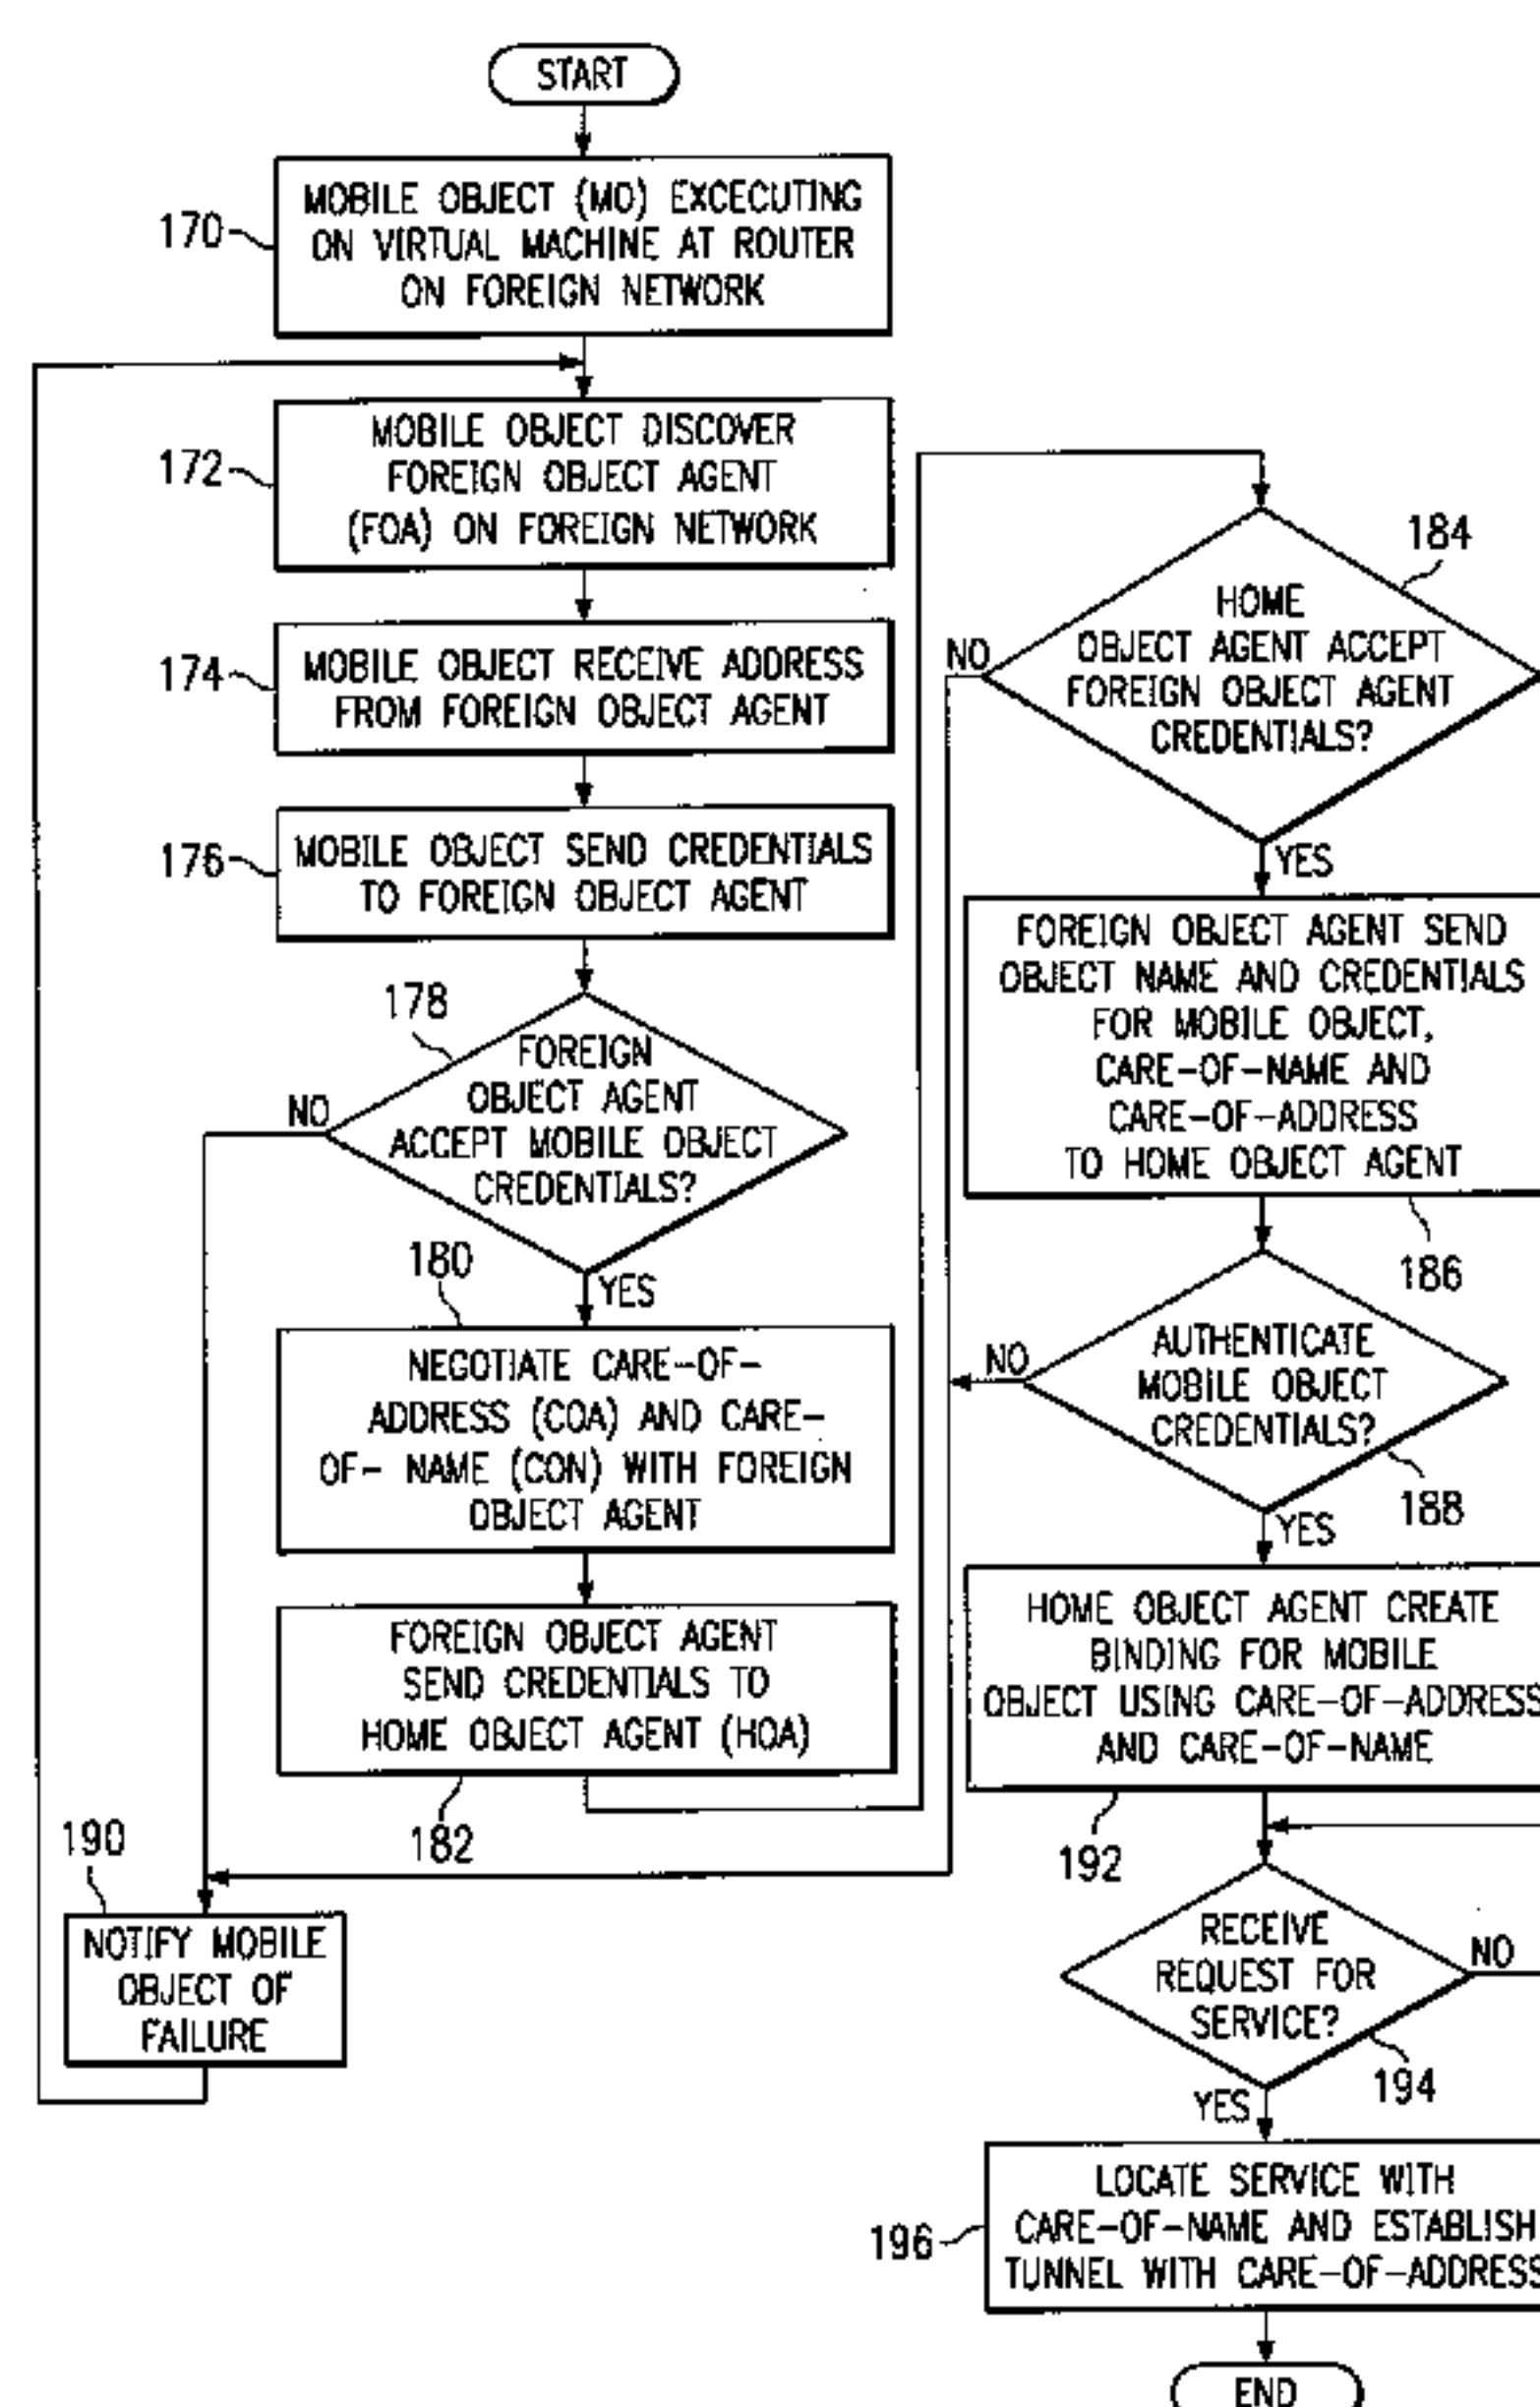 START
170
MOBILE OBJECT (MO) EXCECUTING
ON VIRTUAL MACHINE AT ROUTER
ON FOREIGN NETWORK
172
MOBILE OBJECT DISCOVER
FOREIGN OBJECT AGENT
(FOA) ON FOREIGN NETWORK
174
MOBILE OBJECT RECEIVE ADDRESS
FROM FOREIGN OBJECT AGENT
176
MOBILE OBJECT SEND CREDENTIALS
TO FOREIGN OBJECT AGENT
178
FOREIGN
OBJECT AGENT
ACCEPT MOBILE OBJECT
CREDENTIALS?
NO
YES
180
NEGOTIATE CARE-OF-
ADDRESS (COA) AND CARE-
OF- NAME (CON) WITH FOREIGN
OBJECT AGENT
FOREIGN OBJECT AGENT
SEND CREDENTIALS TO
HOME OBJECT AGENT (HOA)
182
190
NOTIFY MOBILE
OBJECT OF
FAILURE
184
HOME
OBJECT AGENT ACCEPT
FOREIGN OBJECT AGENT
CREDENTIALS?
NO
YES
FOREIGN OBJECT AGENT SEND
OBJECT NAME AND CREDENTIALS
FOR MOBILE OBJECT,
CARE-OF-NAME AND
CARE-OF-ADDRESS
TO HOME OBJECT AGENT
186
AUTHENTICATE
MOBILE OBJECT
CREDENTIALS?
NO
188
YES
HOME OBJECT AGENT CREATE
BINDING FOR MOBILE
OBJECT USING CARE-OF-ADDRESS
AND CARE-OF-NAME
192
RECEIVE
REQUEST FOR
SERVICE?
NO
194
YES
196
LOCATE SERVICE WITH
CARE-OF-NAME AND ESTABLISH
TUNNEL WITH CARE-OF-ADDRESS
END